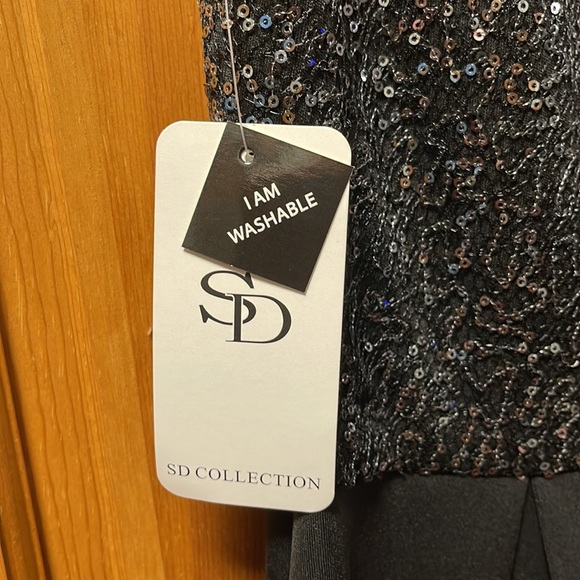 I AM
WASHABLE
SD
SD COLLECTION